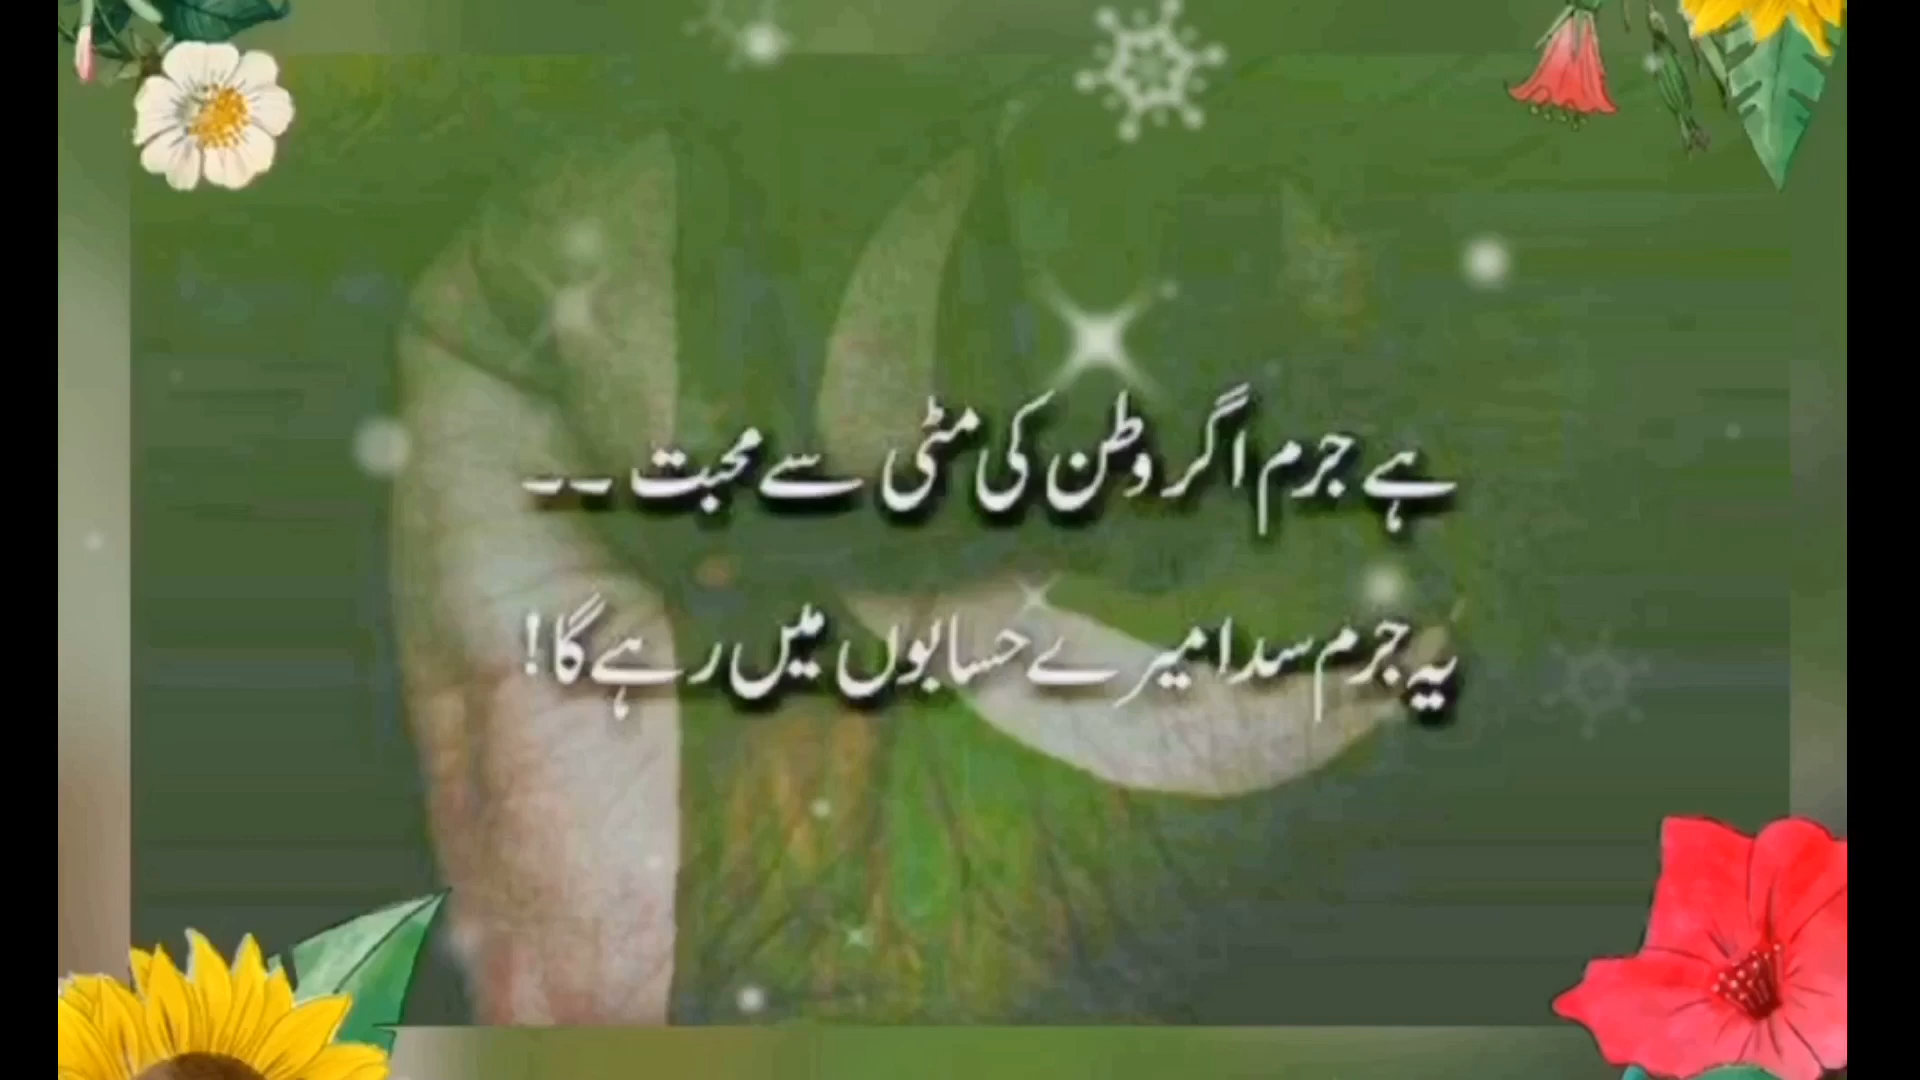 ہے جرم اگر وطن کی مٹی سے محبت ۔۔
یہ جرم سدا میرے حسابوں میں رہے گا!